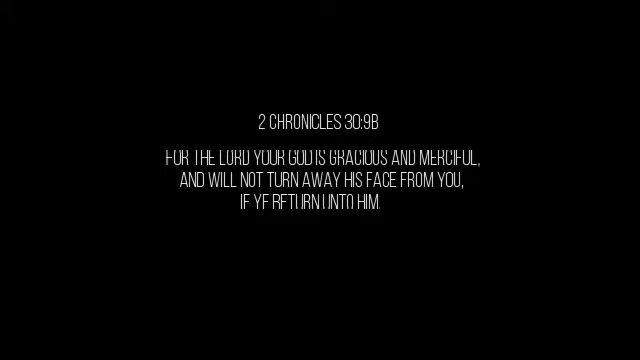 2 CHRONICLES 30:9B
FOR THE LORD YOUR GOD IS GRACIOUS AND MERCIFUL,
AND WILL NOT TURN AWAY HIS FACE FROM YOU,
IF YE RETURN UNTO HIM.